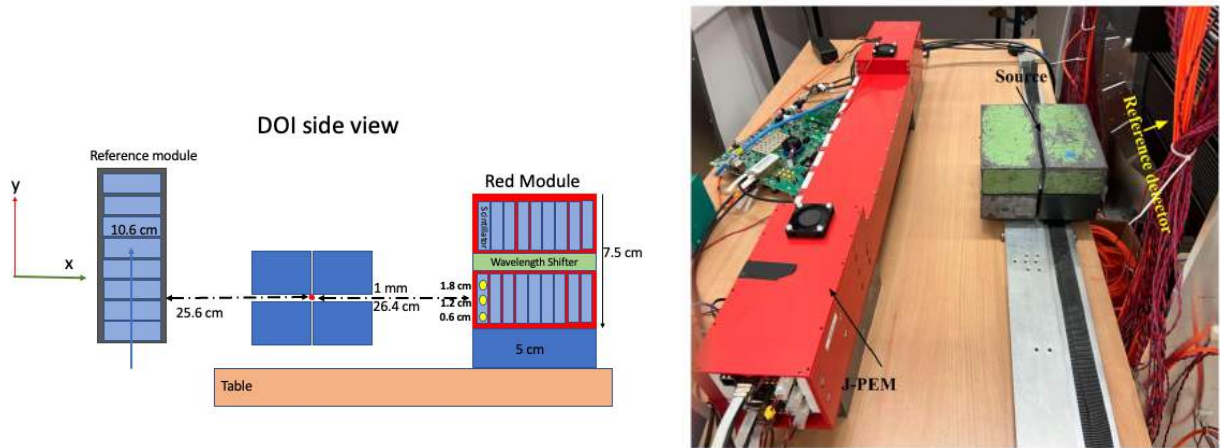 DOI side view
Reference module
y
x
10.6 cm
25.6 cm
1 mm
26.4 cm
Red Module
Scintillator
Wavelength Shifter
7.5 cm
1.8 cm
1.2 cm
0.6 cm
5 cm
Table
Source
Reference detector
J-PEM